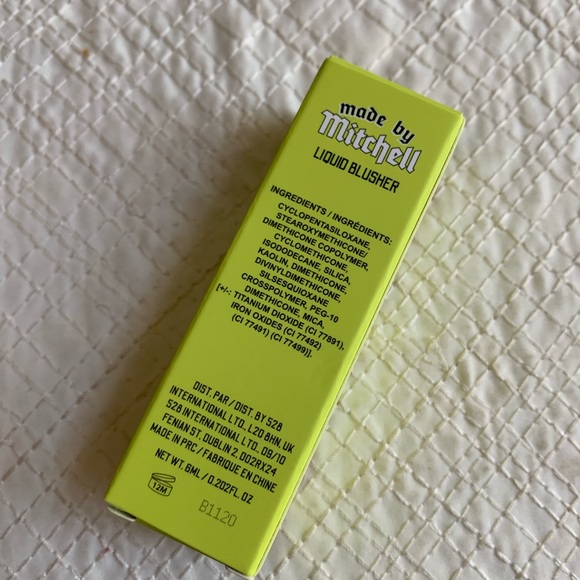 made by
Mitchell
LIQUID BLUSHER
INGREDIENTS / INGRÉDIENTS:
CYCLOPENTASILOXANE,
STEAROXYMETHICONE/
DIMETHICONE COPOLYMER,
CYCLOMETHICONE,
ISODODECANE, SILICA,
KAOLIN, DIMETHICONE,
DIVINYLDIMETHICONE,
SILSESQUIOXANE
CROSSPOLYMER, PEG-10
DIMETHICONE, MICA,
[+/-: TITANIUM DIOXIDE (CI 77891),
IRON OXIDES (CI 77492)
(CI 77491) (CI 77499)].
DIST. PAR / DIST. BY 528
INTERNATIONAL LTD. L20 8HN. UK
528 INTERNATIONAL LTD. 09/10
FENIAN ST, DUBLIN 2, D02RX24
MADE IN PRC / FABRIQUE EN CHINE
NET WT. 6ML / 0.202FL OZ
12M
B1120